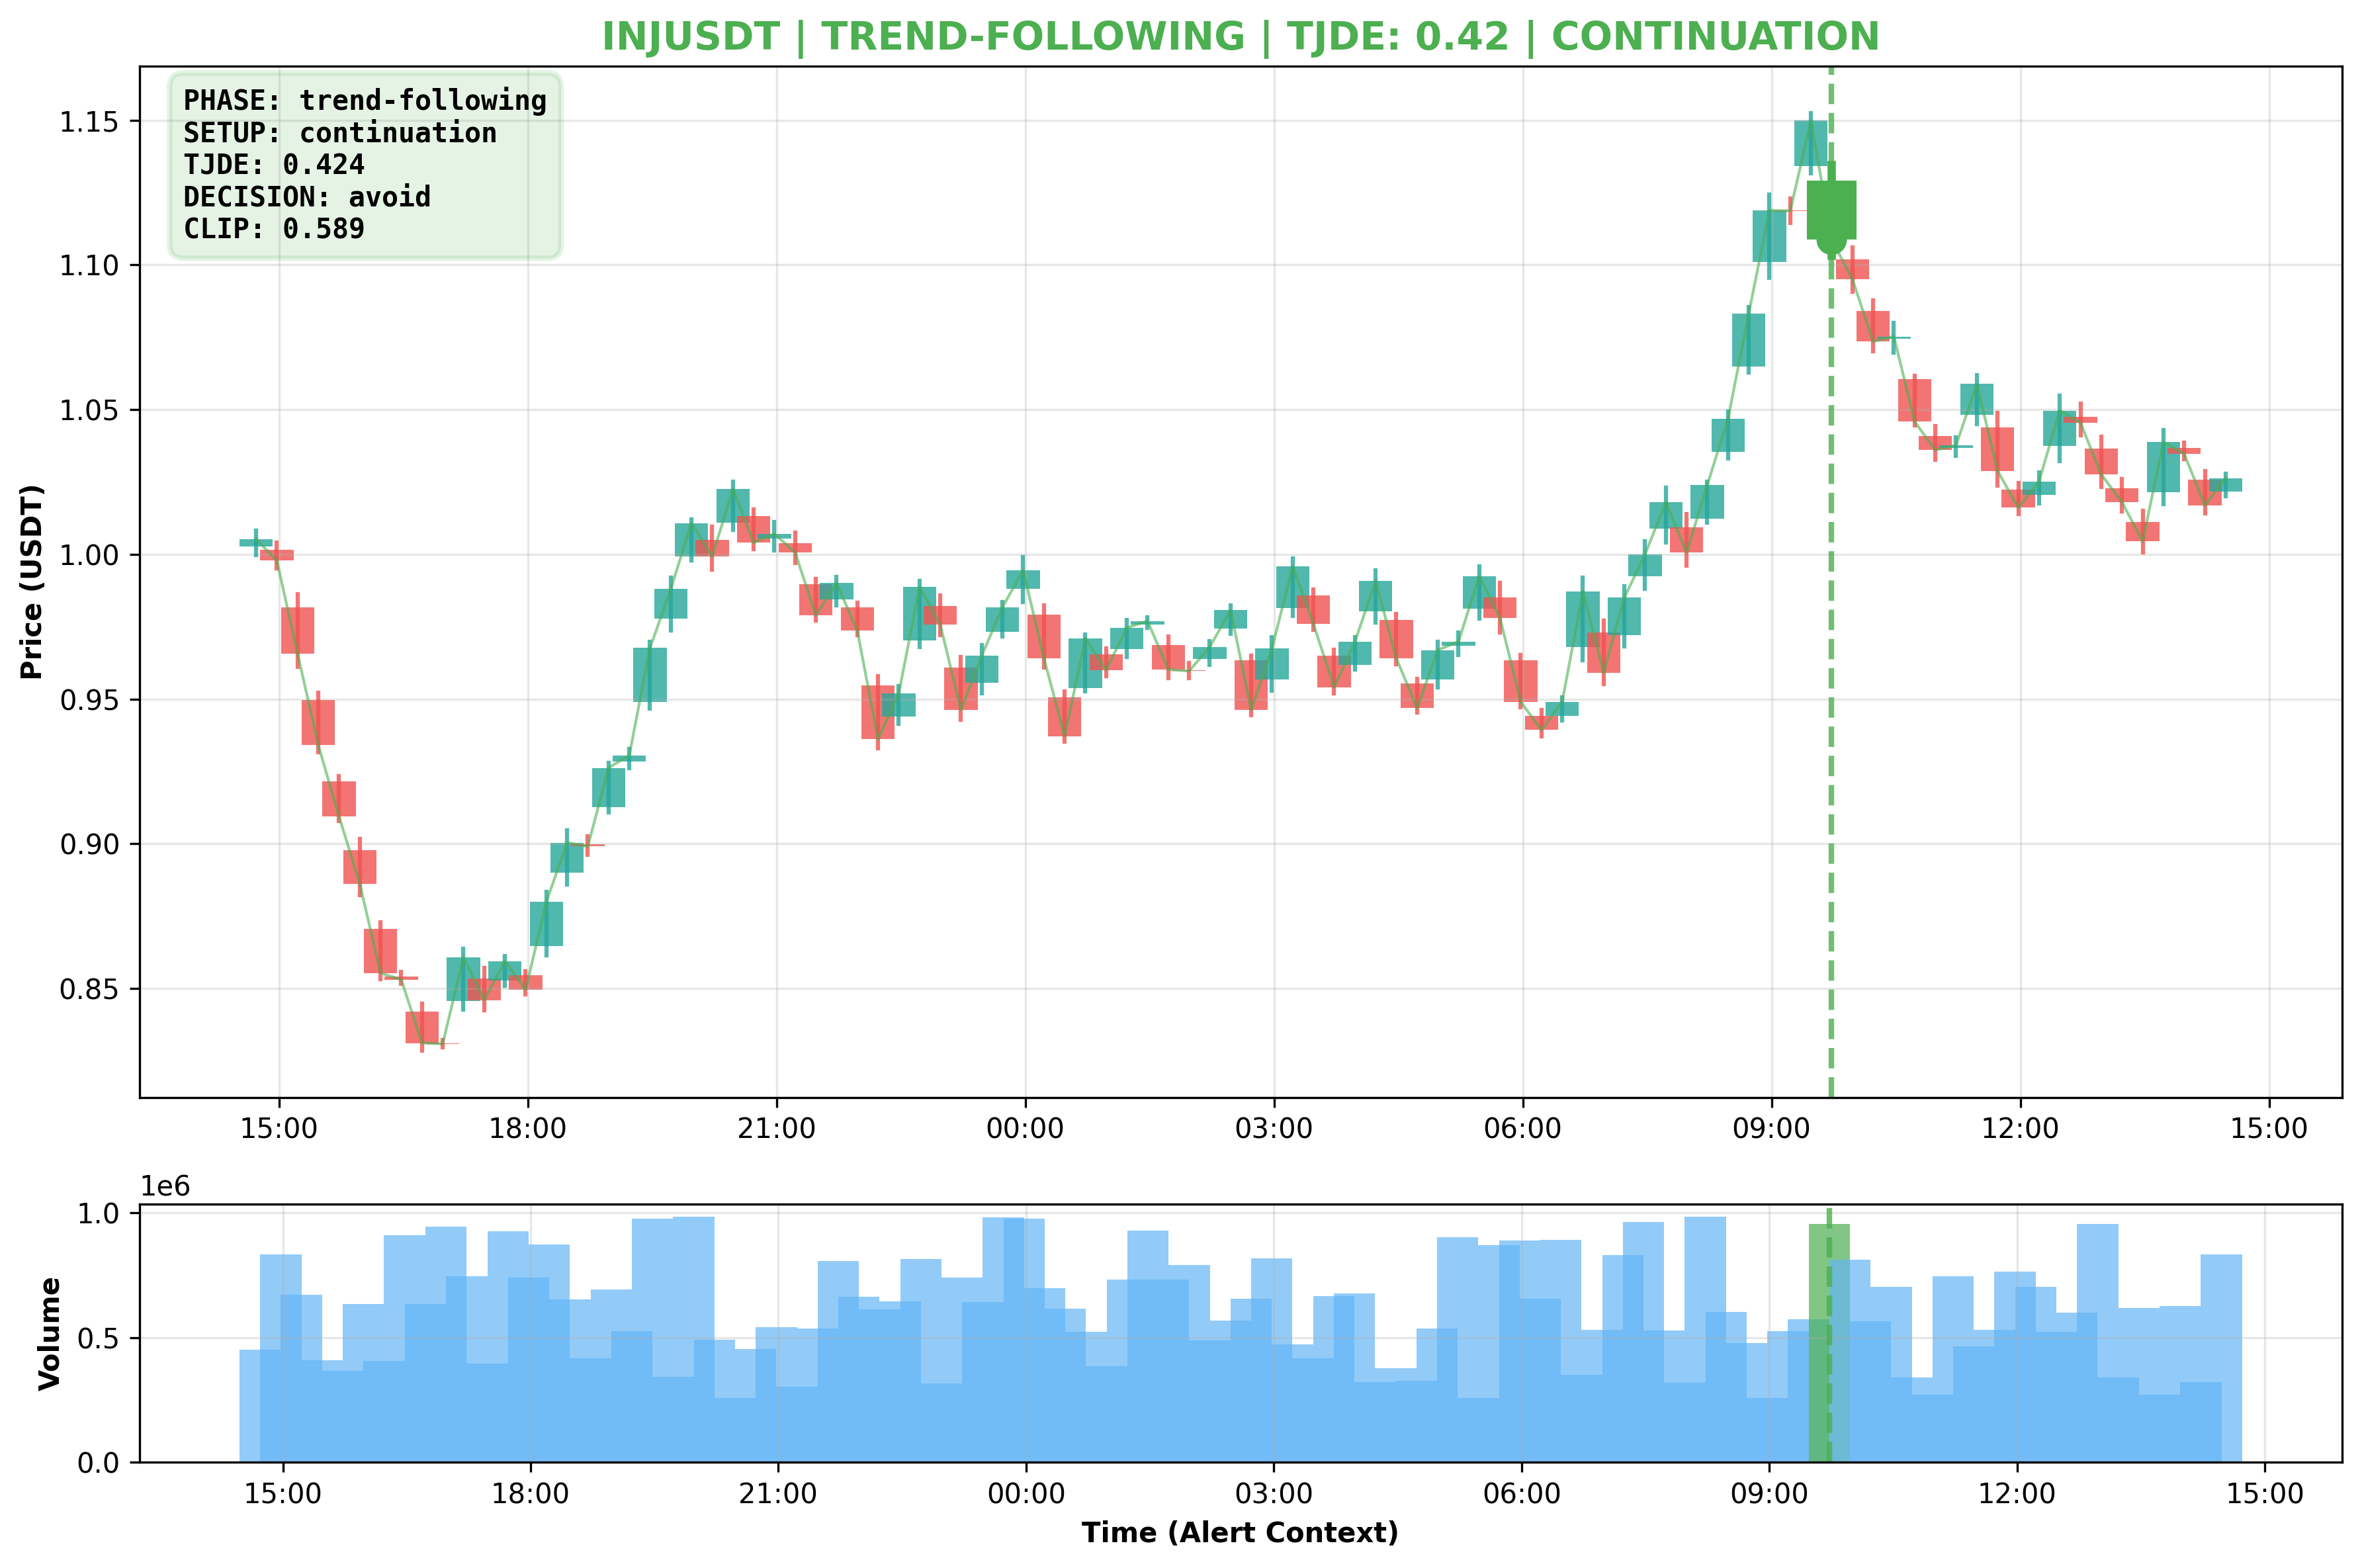 INJUSDT | TREND-FOLLOWING | TJDE: 0.42 | CONTINUATION
PHASE: trend-following
SETUP: continuation
TJDE: 0.424
DECISION: avoid
CLIP: 0.589
Price (USDT)
1.15
1.10
1.05
1.00
0.95
0.90
0.85
15:00 18:00 21:00 00:00 03:00 06:00 09:00 12:00 15:00
1e6
Volume
1.0
0.5
0.0
15:00 18:00 21:00 00:00 03:00 06:00 09:00 12:00 15:00
Time (Alert Context)